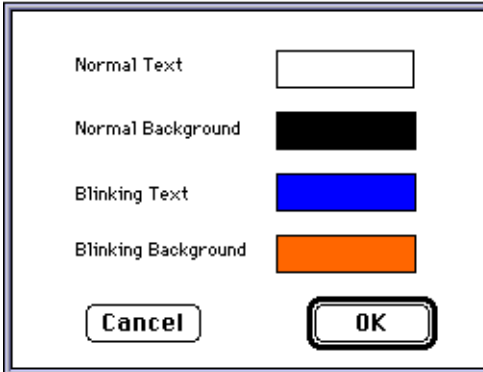 Normal Text
Normal Background
Blinking Text
Blinking Background
Cancel
OK